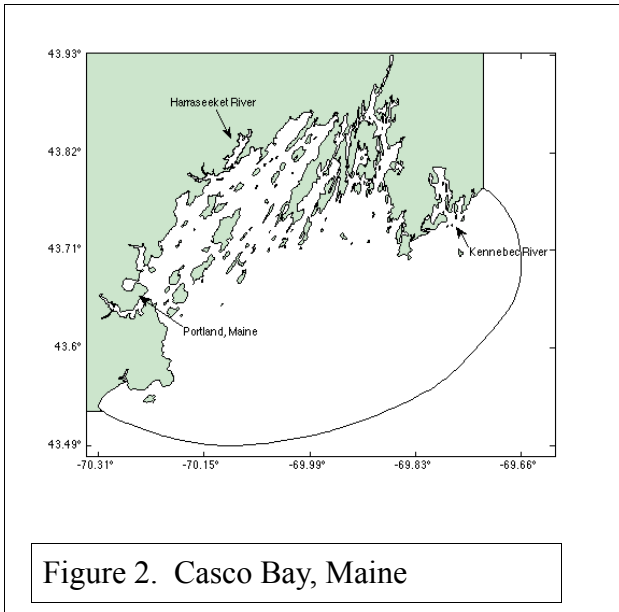 43.93°
Harraseeket River
43.82°
43.71°
Kennebec River
Portland, Maine
43.6°
43.49°
-70.31° -70.15° -69.99° -69.83° -69.66°
Figure 2. Casco Bay, Maine